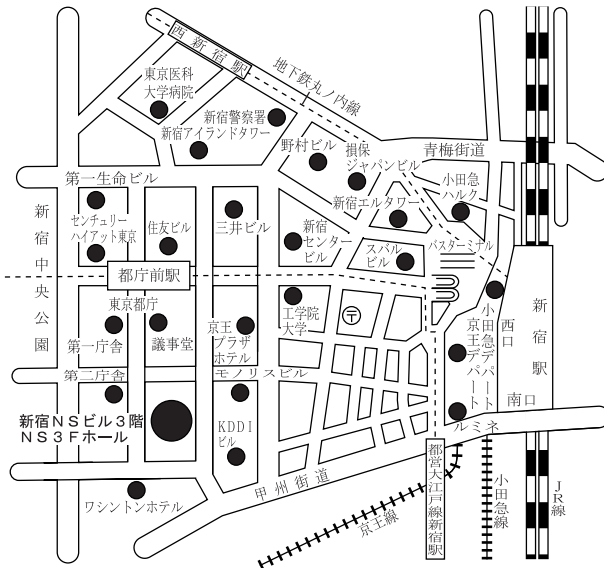 西新宿駅
地下鉄丸ノ内線
東京医科
大学病院
新宿警察署
新宿アイランドタワー
野村ビル
損保
ジャパンビル
青梅街道
第一生命ビル
新宿エルタワー
小田急
ハルク
新宿中央公園
センチュリー
ハイアット東京
住友ビル
三井ビル
新宿
センター
ビル
スバル
ビル
バスターミナル
都庁前駅
東京都庁
第一庁舎
議事堂
京王
プラザ
ホテル
工学院
大学
〒
小田急デパート
京王デパート
西口
新宿駅
第二庁舎
モノリスビル
南口
新宿NSビル3階
NS3Fホール
KDDI
ビル
ルミネ
甲州街道
ワシントンホテル
京王線
都営大江戸線新宿駅
小田急線
JR線